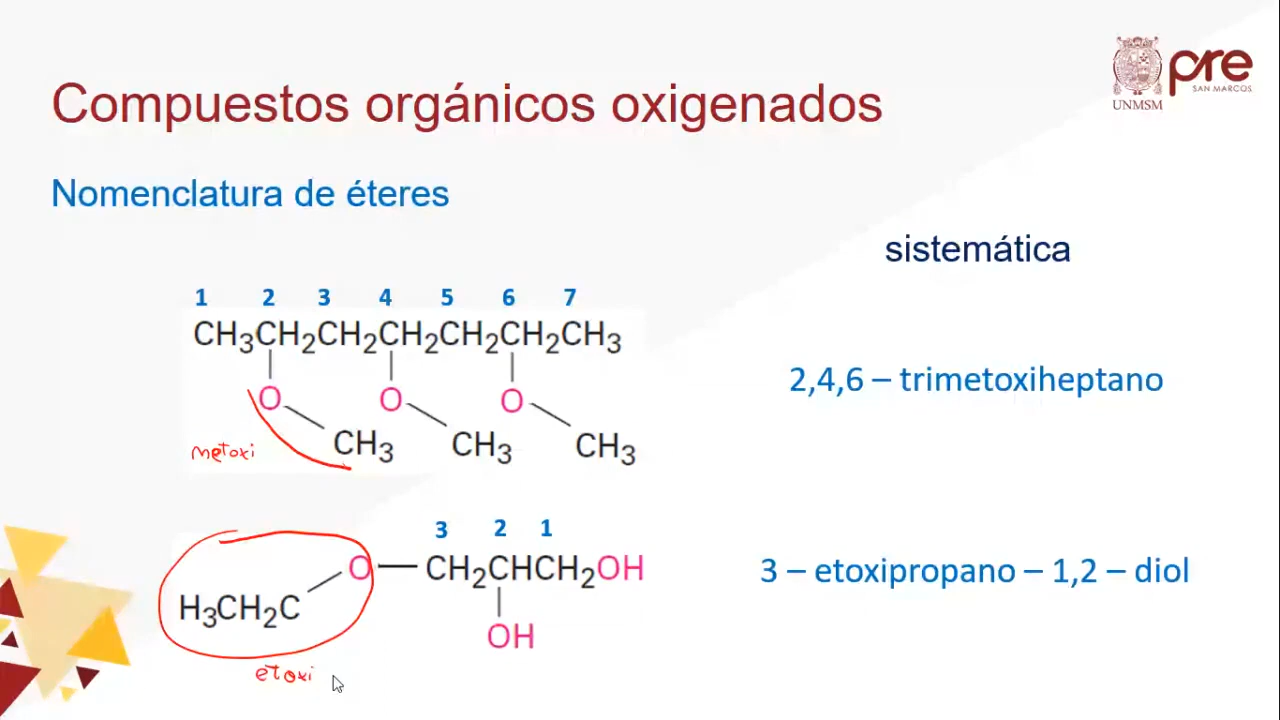 Compuestos orgánicos oxigenados
pre
SAN MARCOS
UNMSM
Nomenclatura de éteres
sistemática
1 2 3 4 5 6 7
CH₃CH₂CH₂CH₂CH₂CH₂CH₃
O O O
CH₃ CH₃ CH₃
metoxi
2,4,6 – trimetoxiheptano
3 2 1
O CH₂CHCH₂OH
H₃CH₂C
OH
etoxi
3 – etoxipropano – 1,2 – diol